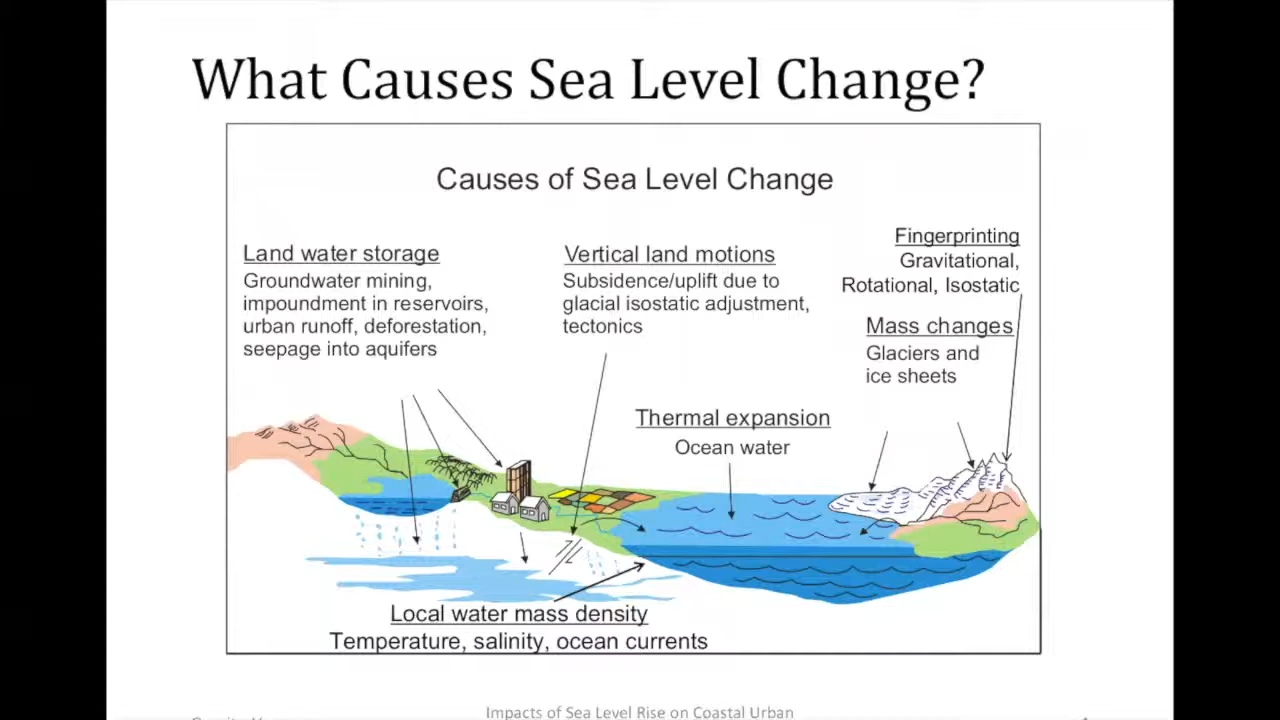 What Causes Sea Level Change?
Causes of Sea Level Change
Land water storage
Groundwater mining,
impoundment in reservoirs,
urban runoff, deforestation,
seepage into aquifers
Vertical land motions
Subsidence/uplift due to
glacial isostatic adjustment,
tectonics
Fingerprinting
Gravitational,
Rotational, Isostatic
Mass changes
Glaciers and
ice sheets
Thermal expansion
Ocean water
Local water mass density
Temperature, salinity, ocean currents
Impacts of Sea Level Rise on Coastal Urban